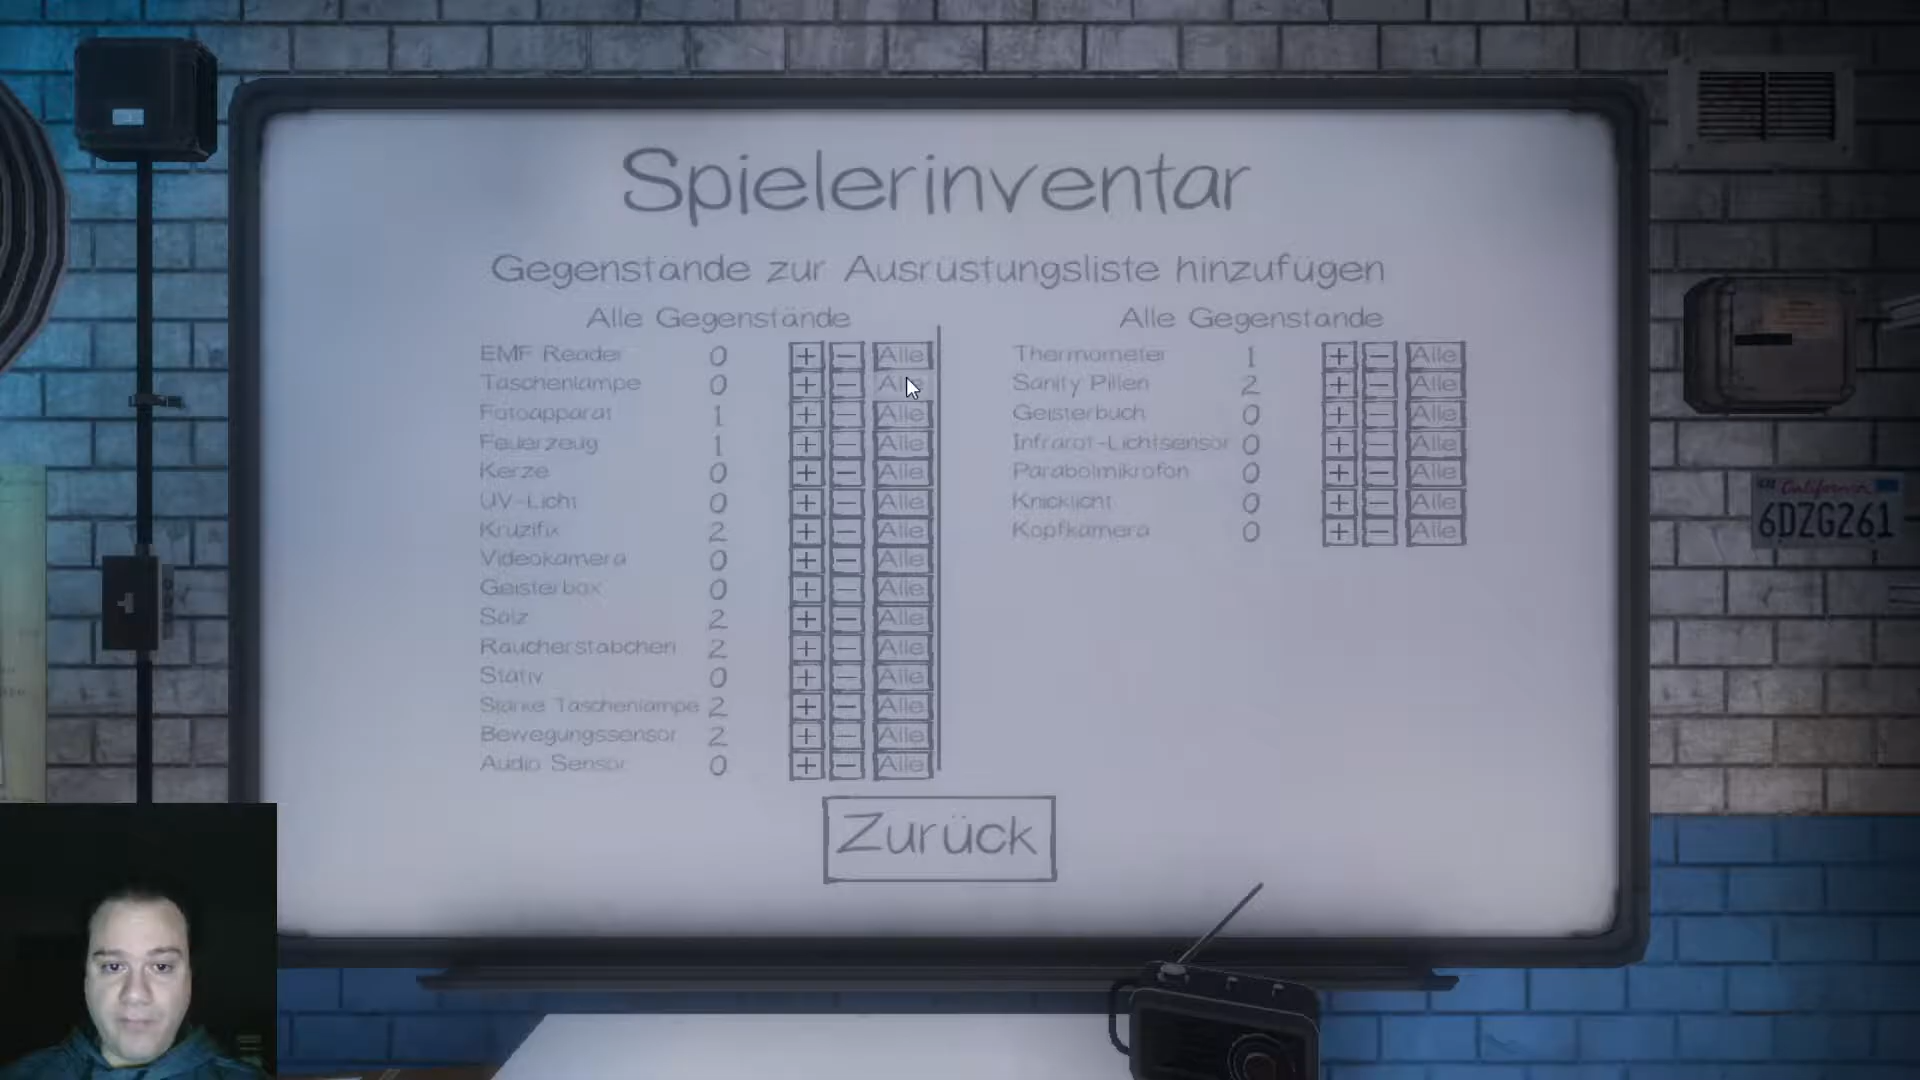 Spielerinventar
Gegenstände zur Ausrüstungsliste hinzufügen
Alle Gegenstände
EMF Reader 0 + - Alle
Taschenlampe 0 + - Alle
Fotoapparat 1 + - Alle
Feuerzeug 1 + - Alle
Kerze 0 + - Alle
UV-Licht 0 + - Alle
Kruzifix 2 + - Alle
Videokamera 0 + - Alle
Geisterbox 0 + - Alle
Salz 2 + - Alle
Räucherstäbchen 2 + - Alle
Stativ 0 + - Alle
Starke Taschenlampe 2 + - Alle
Bewegungssensor 2 + - Alle
Audio Sensor 0 + - Alle
Alle Gegenstände
Thermometer 1 + - Alle
Sanity Pillen 2 + - Alle
Geisterbuch 0 + - Alle
Infrarot-Lichtsensor 0 + - Alle
Parabolmikrofon 0 + - Alle
Knicklicht 0 + - Alle
Kopfkamera 0 + - Alle
Zurück
California
6DZG261